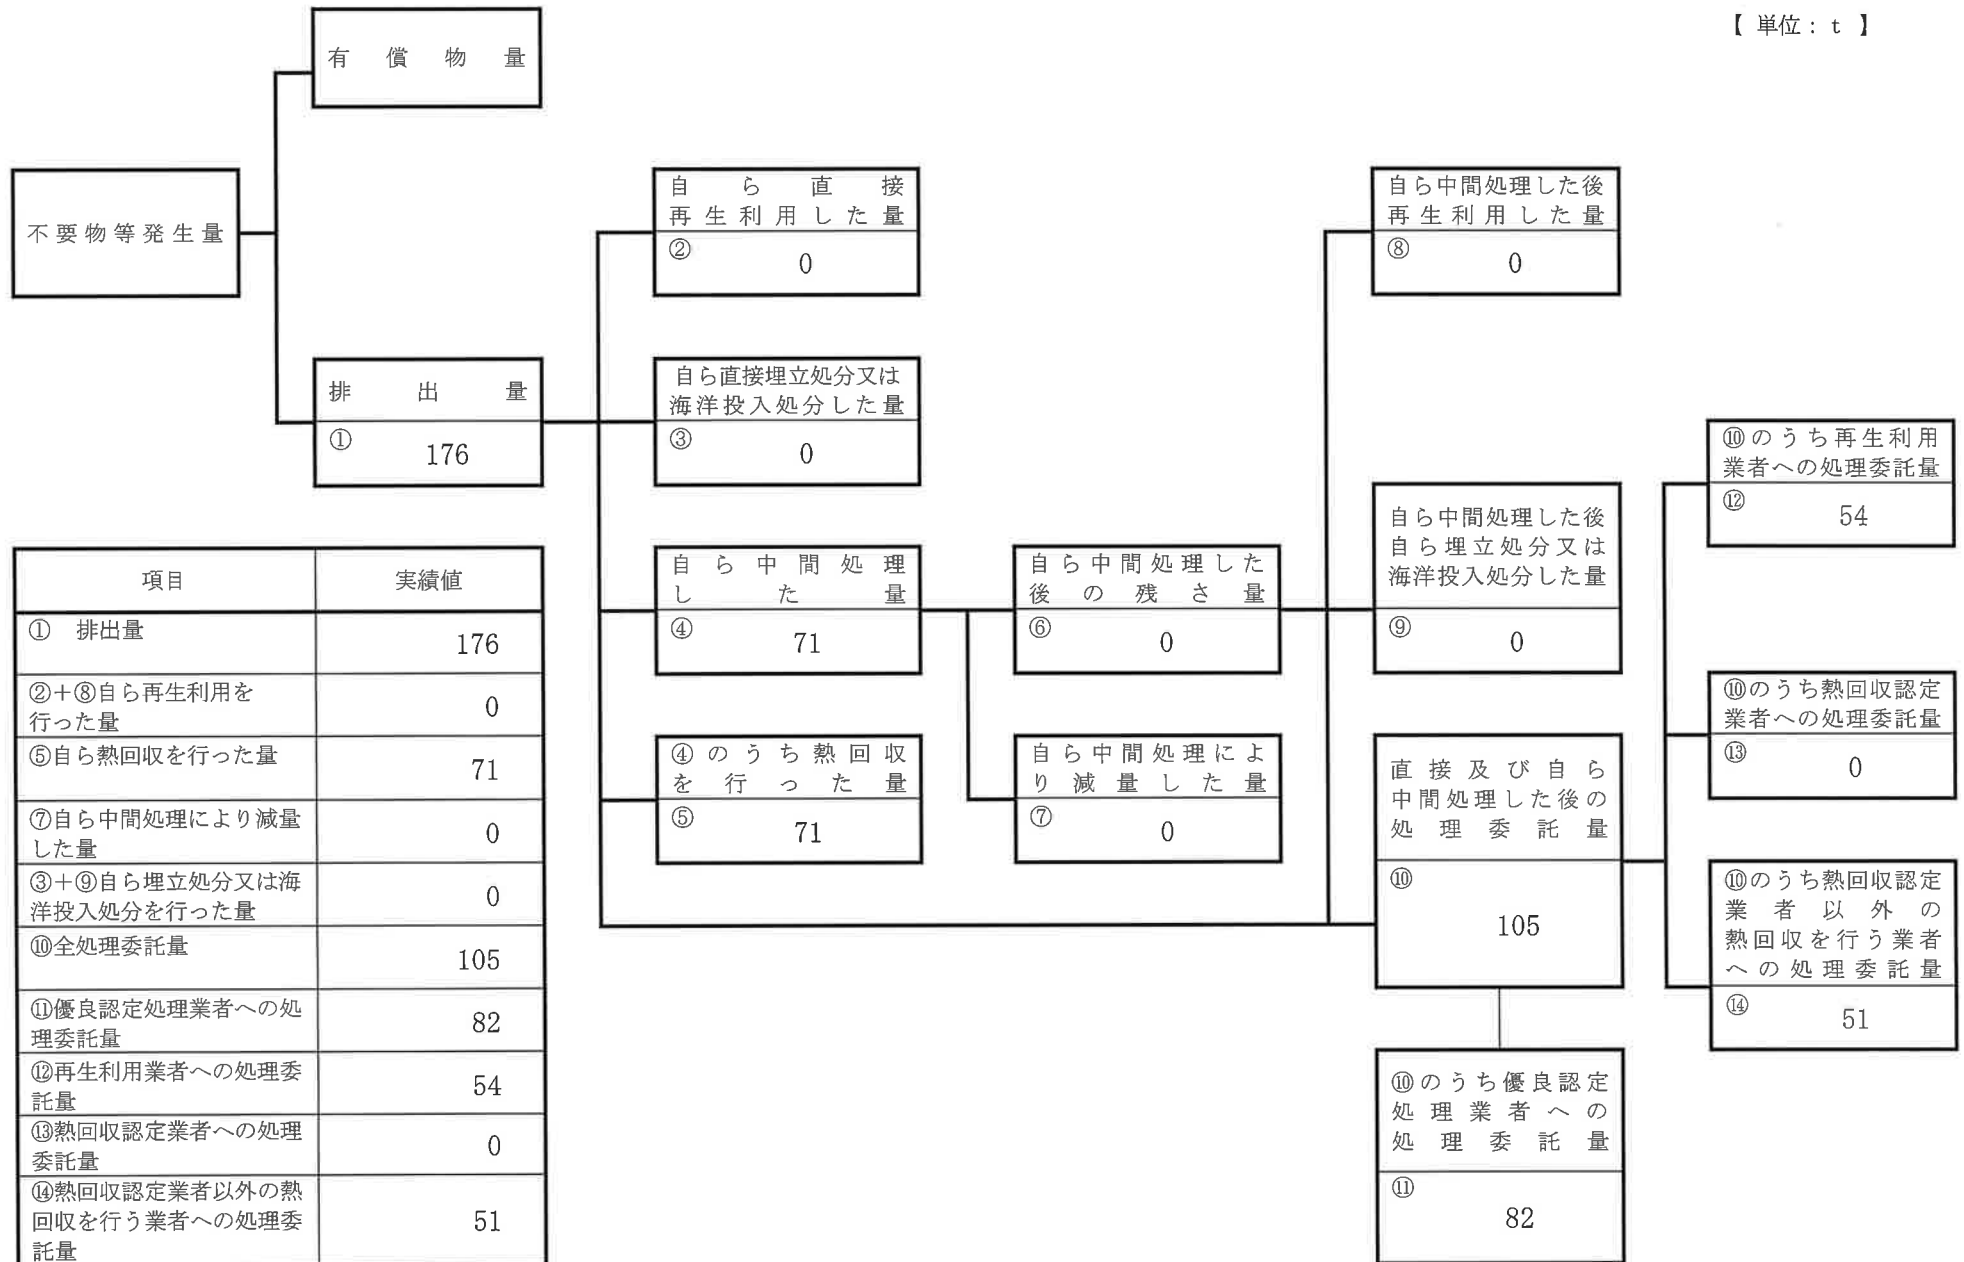 【 単位： t 】
有償物量
不要物等発生量
排出量
①
176
自ら直接
再生利用した量
②
0
自ら直接埋立処分又は
海洋投入処分した量
③
0
自ら中間処理
した量
④
71
④のうち熱回収
を行った量
⑤
71
自ら中間処理した
後の残さ量
⑥
0
自ら中間処理によ
り減量した量
⑦
0
自ら中間処理した後
再生利用した量
⑧
0
自ら中間処理した後
自ら埋立処分又は
海洋投入処分した量
⑨
0
直接及び自ら
中間処理した後の
処理委託量
⑩
105
⑩のうち優良認定
処理業者への
処理委託量
⑪
82
⑩のうち再生利用
業者への処理委託量
⑫
54
⑩のうち熱回収認定
業者への処理委託量
⑬
0
⑩のうち熱回収認定
業者以外の
熱回収を行う業者
への処理委託量
⑭
51
項目 実績値
① 排出量
176
②＋⑧自ら再生利用を
行った量
0
⑤自ら熱回収を行った量
71
⑦自ら中間処理により減量
した量
0
③＋⑨自ら埋立処分又は海
洋投入処分を行った量
0
⑩全処理委託量
105
⑪優良認定処理業者への処
理委託量
82
⑫再生利用業者への処理委
託量
54
⑬熱回収認定業者への処理
委託量
0
⑭熱回収認定業者以外の熱
回収を行う業者への処理委
託量
51